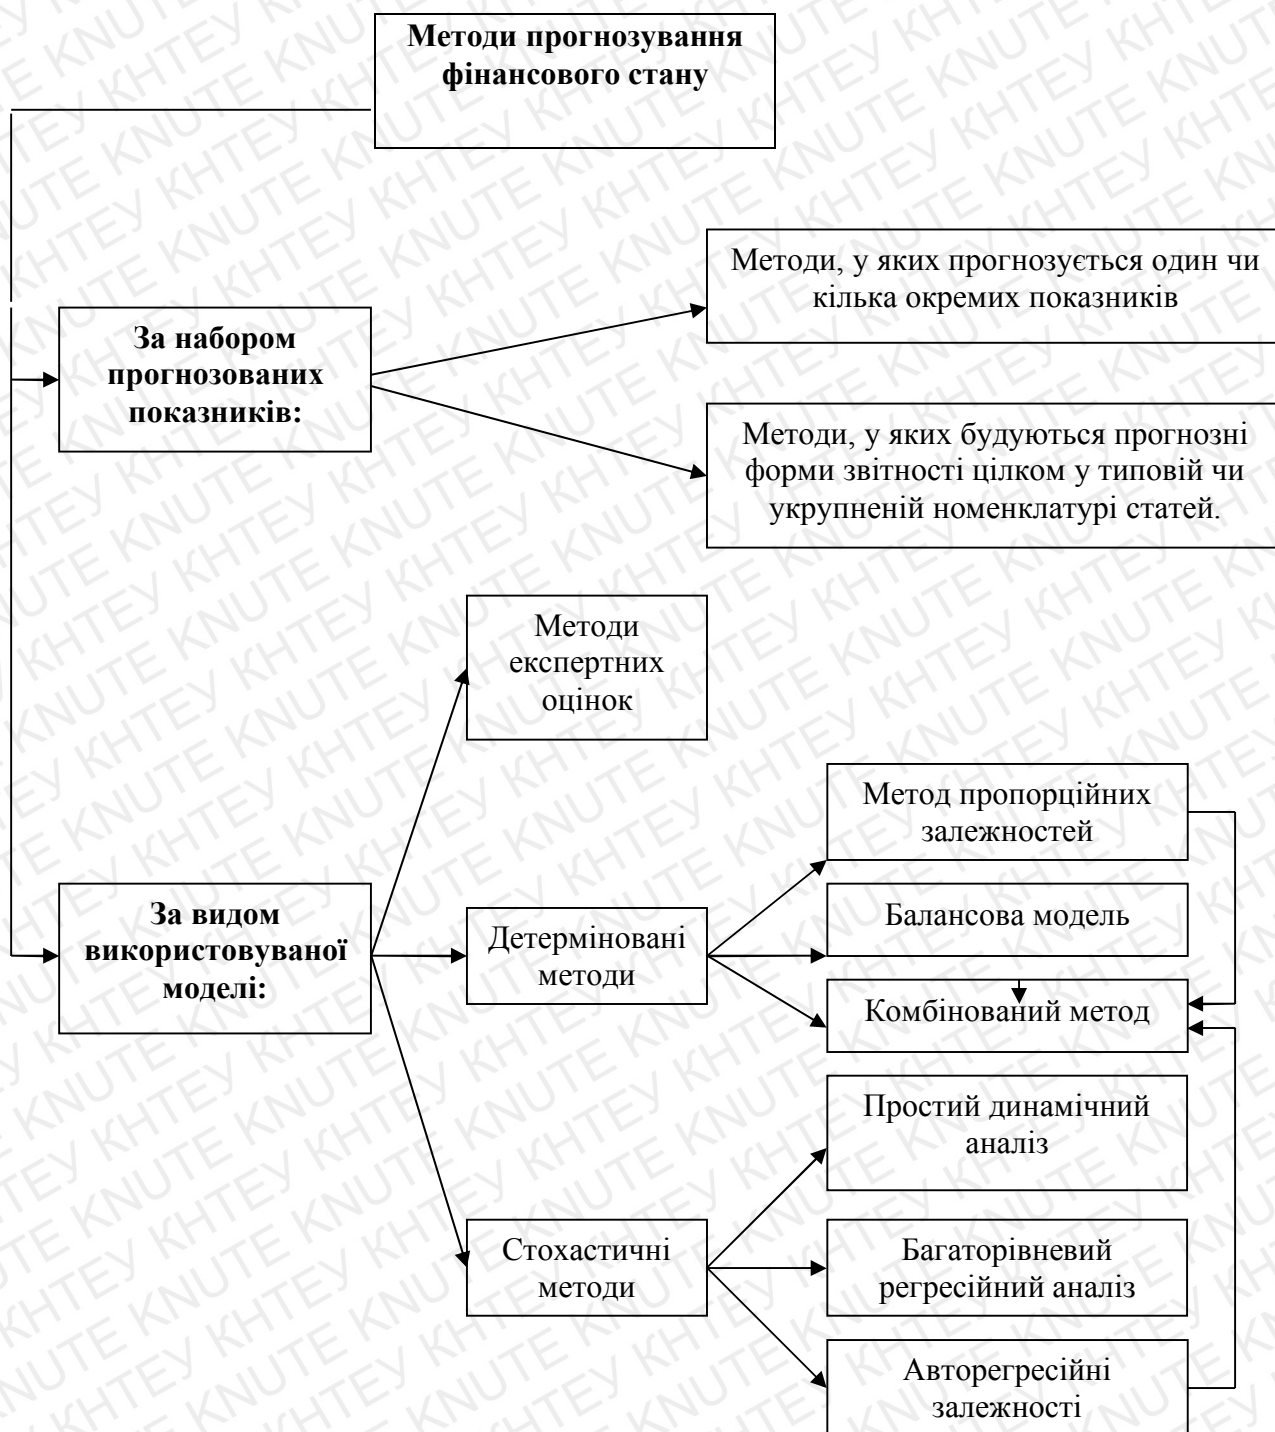 Методи прогнозування
фінансового стану
Методи, у яких прогнозується один чи
кілька окремих показників
За набором
прогнозованих
показників:
Методи, у яких будуються прогнозні
форми звітності цілком у типовій чи
укрупненій номенклатурі статей.
Методи
експертних
оцінок
Метод пропорційних
залежностей
За видом
використовуваної
моделі:
Детерміновані
методи
Балансова модель
Комбінований метод
Простий динамічний
аналіз
Стохастичні
методи
Багаторівневий
регресійний аналіз
Авторегресійні
залежності
KNUTE КНТЕУ